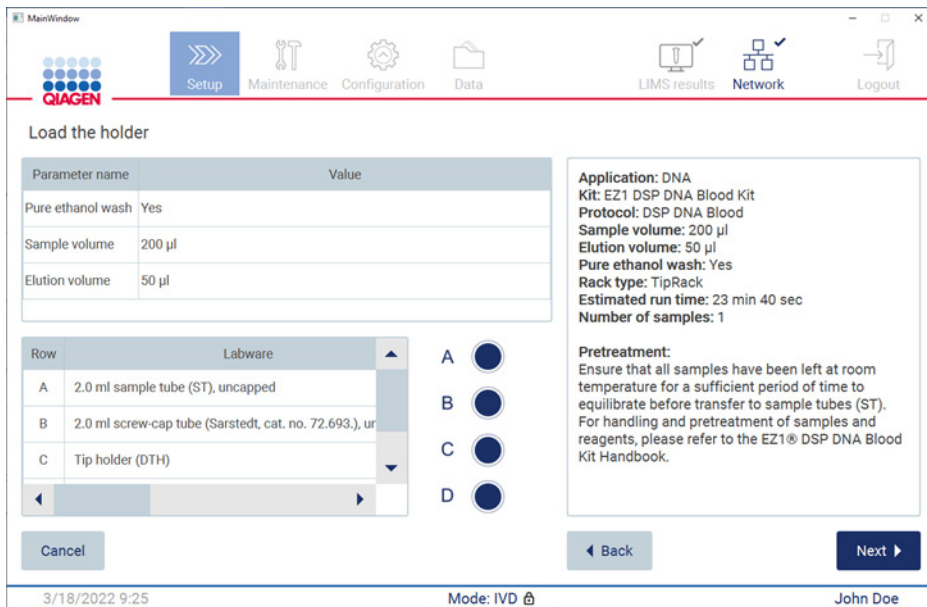 MainWindow
Setup
Maintenance
Configuration
Data
LIMS results
Network
Logout
QIAGEN
Load the holder
Parameter name Value
Pure ethanol wash Yes
Sample volume 200 µl
Elution volume 50 µl
Row Labware
A 2.0 ml sample tube (ST), uncapped
B 2.0 ml screw-cap tube (Sarstedt, cat. no. 72.693.), ur
C Tip holder (DTH)
A
B
C
D
Application: DNA
Kit: EZ1 DSP DNA Blood Kit
Protocol: DSP DNA Blood
Sample volume: 200 µl
Elution volume: 50 µl
Pure ethanol wash: Yes
Rack type: TipRack
Estimated run time: 23 min 40 sec
Number of samples: 1
Pretreatment:
Ensure that all samples have been left at room
temperature for a sufficient period of time to
equilibrate before transfer to sample tubes (ST).
For handling and pretreatment of samples and
reagents, please refer to the EZ1® DSP DNA Blood
Kit Handbook.
Cancel
Back
Next
3/18/2022 9:25
Mode: IVD
John Doe